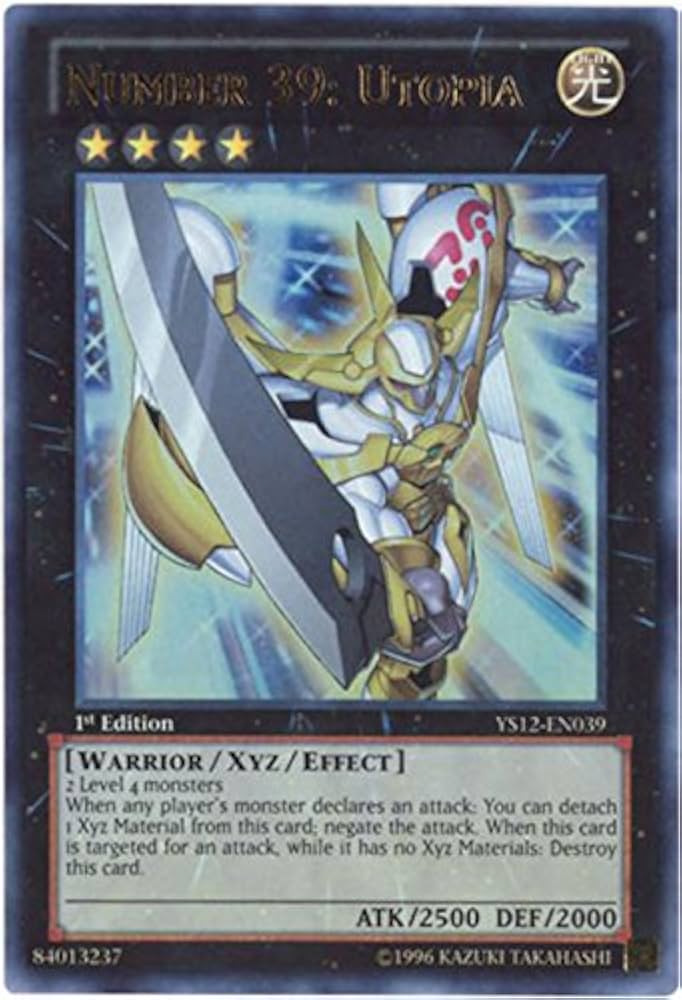 Number 39: Utopia
LIGHT
光
1st Edition
YS12-EN039
[Warrior / Xyz / Effect]
2 Level 4 monsters
When any player's monster declares an attack: You can detach
1 Xyz Material from this card; negate the attack. When this card
is targeted for an attack, while it has no Xyz Materials: Destroy
this card.
ATK/2500 DEF/2000
84013237
©1996 KAZUKI TAKAHASHI